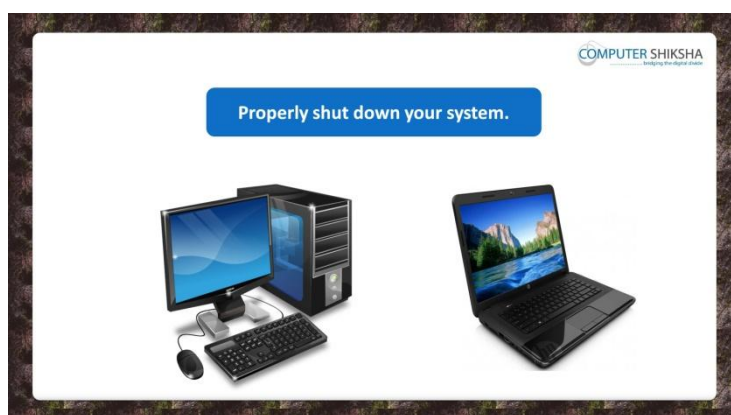 COMPUTER SHIKSHA
bridging the digital divide
Properly shut down your system.